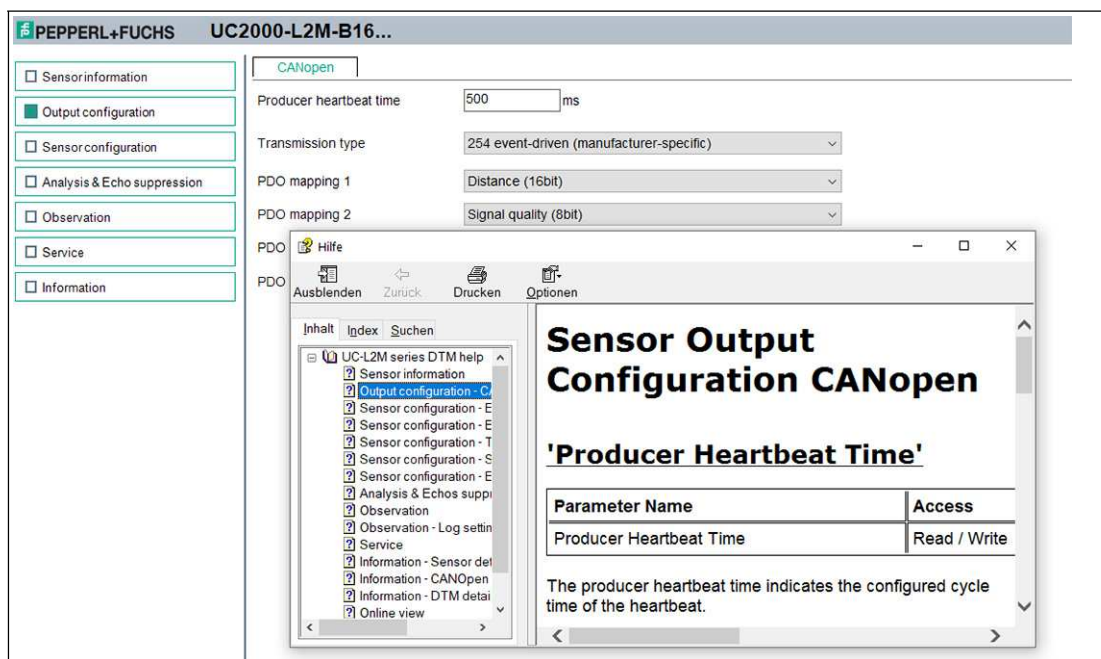 PEPPERL+FUCHS UC2000-L2M-B16...
Sensorinformation
Output configuration
Sensorconfiguration
Analysis & Echo suppression
Observation
Service
Information
CANopen
Producer heartbeat time 500 ms
Transmission type 254 event-driven (manufacturer-specific)
PDO mapping 1 Distance (16bit)
PDO mapping 2 Signal quality (8bit)
PDO
PDO
Hilfe
Ausblenden Zurück Drucken Optionen
Inhalt Index Suchen
UC-L2M series DTM help
Sensor information
Output configuration - CA
Sensor configuration - E
Sensor configuration - E
Sensor configuration - T
Sensor configuration - S
Sensor configuration - E
Analysis & Echos suppr
Observation
Observation - Log settin
Service
Information - Sensor det
Information - CANOpen
Information - DTM detai
Online view
Sensor Output
Configuration CANopen
'Producer Heartbeat Time'
Parameter Name Access
Producer Heartbeat Time Read / Write
The producer heartbeat time indicates the configured cycle
time of the heartbeat.